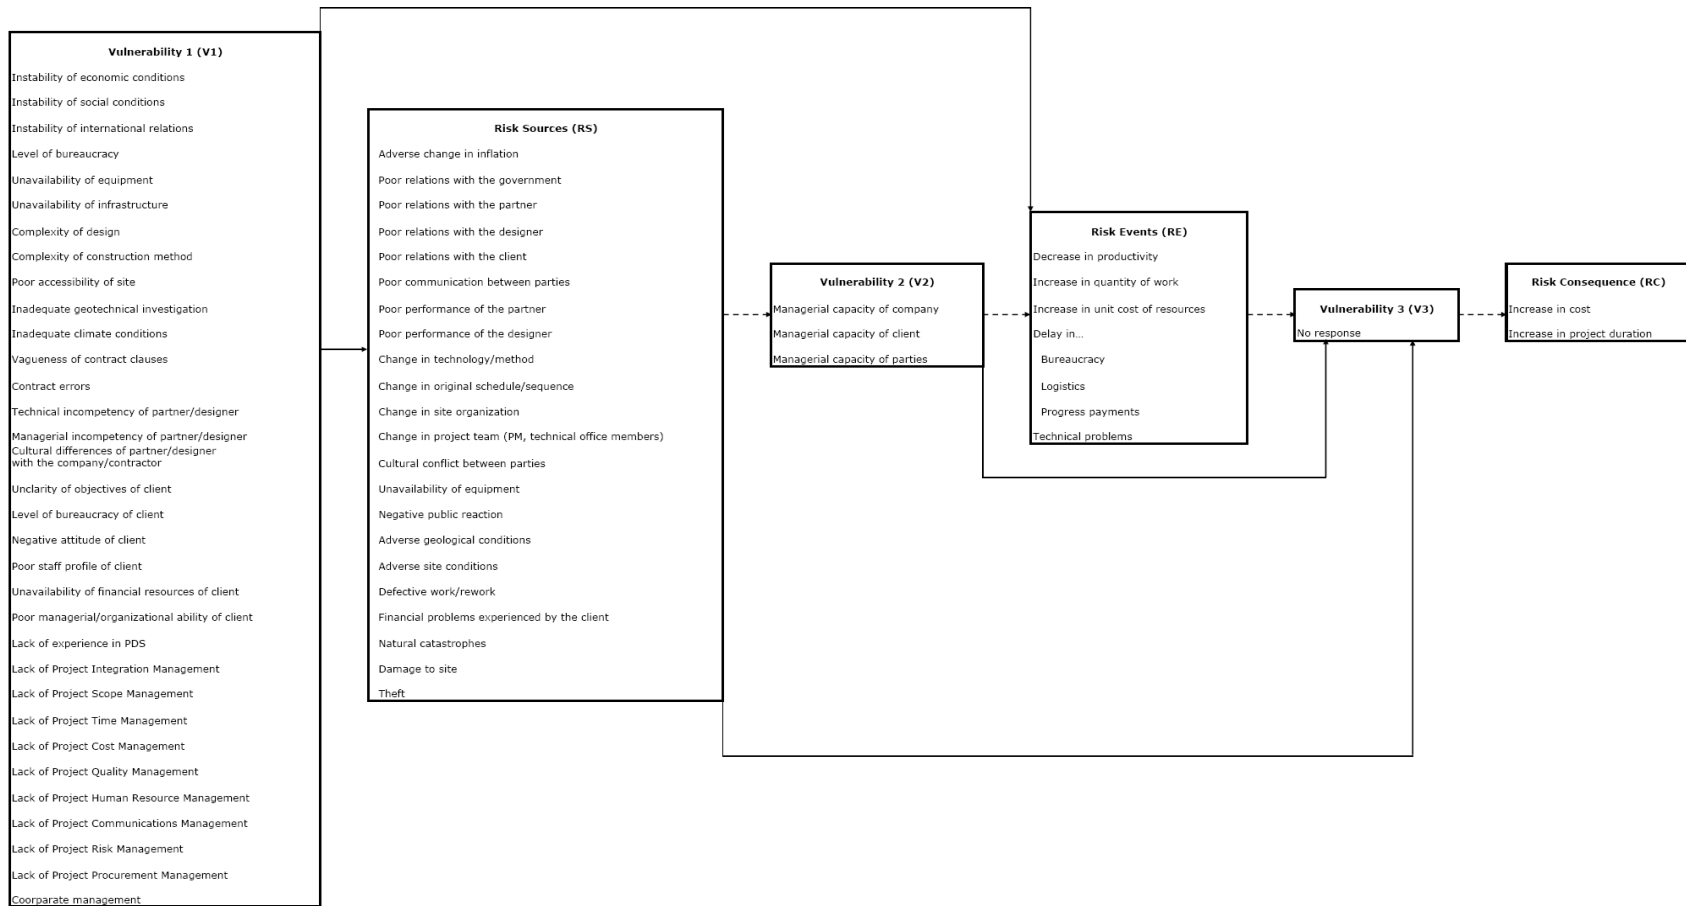 Vulnerability 1 (V1)
Instability of economic conditions
Instability of social conditions
Instability of international relations
Level of bureaucracy
Unavailability of equipment
Unavailability of infrastructure
Complexity of design
Complexity of construction method
Poor accessibility of site
Inadequate geotechnical investigation
Inadequate climate conditions
Vagueness of contract clauses
Contract errors
Technical incompetency of partner/designer
Managerial incompetency of partner/designer
Cultural differences of partner/designer
with the company/contractor
Unclarity of objectives of client
Level of bureaucracy of client
Negative attitude of client
Poor staff profile of client
Unavailability of financial resources of client
Poor managerial/organizational ability of client
Lack of experience in PDS
Lack of Project Integration Management
Lack of Project Scope Management
Lack of Project Time Management
Lack of Project Cost Management
Lack of Project Quality Management
Lack of Project Human Resource Management
Lack of Project Communications Management
Lack of Project Risk Management
Lack of Project Procurement Management
Coorparate management
Risk Sources (RS)
Adverse change in inflation
Poor relations with the government
Poor relations with the partner
Poor relations with the designer
Poor relations with the client
Poor communication between parties
Poor performance of the partner
Poor performance of the designer
Change in technology/method
Change in original schedule/sequence
Change in site organization
Change in project team (PM, technical office members)
Cultural conflict between parties
Unavailability of equipment
Negative public reaction
Adverse geological conditions
Adverse site conditions
Defective work/rework
Financial problems experienced by the client
Natural catastrophes
Damage to site
Theft
Vulnerability 2 (V2)
Managerial capacity of company
Managerial capacity of client
Managerial capacity of parties
Risk Events (RE)
Decrease in productivity
Increase in quantity of work
Increase in unit cost of resources
Delay in...
Bureaucracy
Logistics
Progress payments
Technical problems
Vulnerability 3 (V3)
No response
Risk Consequence (RC)
Increase in cost
Increase in project duration